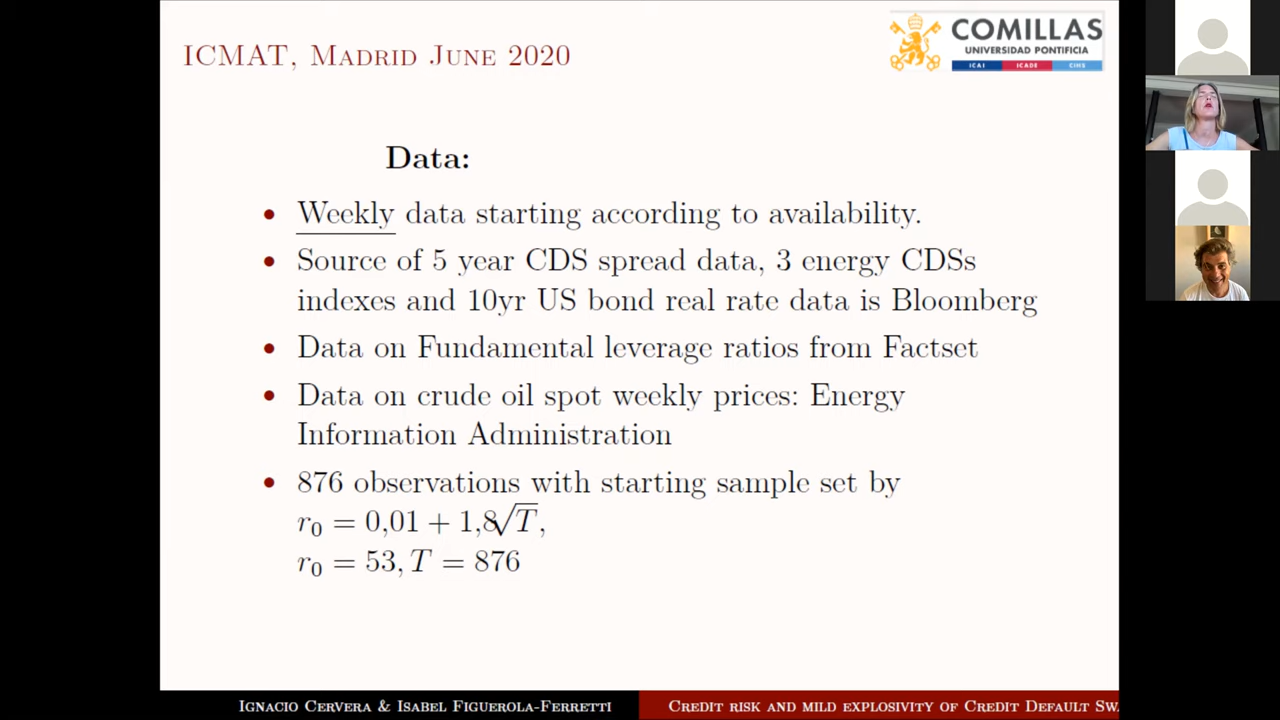 ICMAT, Madrid June 2020
COMILLAS
UNIVERSIDAD PONTIFICIA
ICAI ICADE CIHS
Data:
• Weekly data starting according to availability.
• Source of 5 year CDS spread data, 3 energy CDSs
indexes and 10yr US bond real rate data is Bloomberg
• Data on Fundamental leverage ratios from Factset
• Data on crude oil spot weekly prices: Energy
Information Administration
• 876 observations with starting sample set by
r₀ = 0,01 + 1,8√T,
r₀ = 53, T = 876
Ignacio Cervera & Isabel Figuerola-Ferretti
Credit risk and mild explosivity of Credit Default Swa